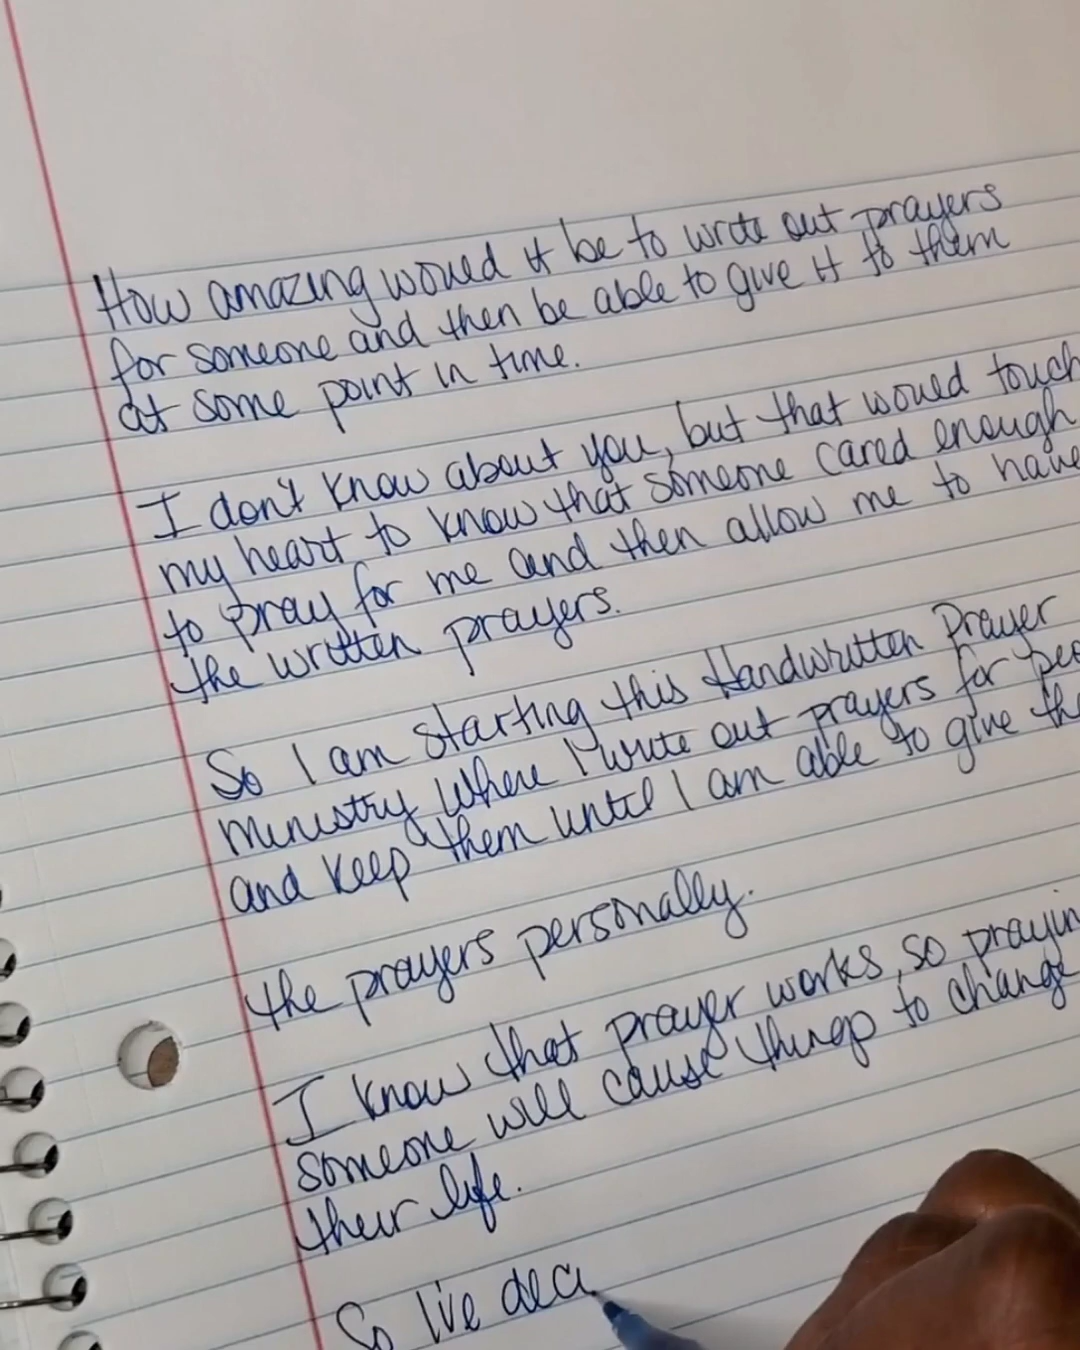 How amazing would it be to write out prayers
for someone and then be able to give it to them
at some point in time.
I don't know about you, but that would touch
my heart to know that someone cared enough
to pray for me and then allow me to have
the written prayers.
So I am starting this Handwritten Prayer
Ministry where I write out prayers for peo
and keep them until I am able to give the
the prayers personally.
I know that prayer works, so prayin
someone will cause things to change
their life.
So I've deci